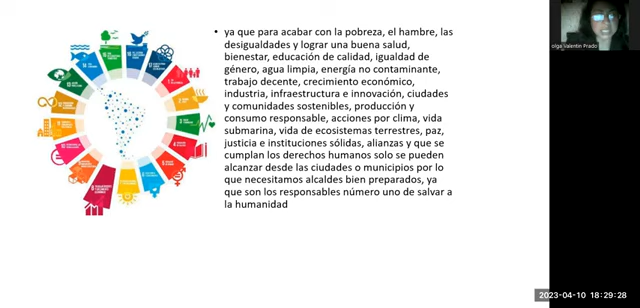 • ya que para acabar con la pobreza, el hambre, las
desigualdades y lograr una buena salud,
bienestar, educación de calidad, igualdad de
género, agua limpia, energía no contaminante,
trabajo decente, crecimiento económico,
industria, infraestructura e innovación, ciudades
y comunidades sostenibles, producción y
consumo responsable, acciones por clima, vida
submarina, vida de ecosistemas terrestres, paz,
justicia e instituciones sólidas, alianzas y que se
cumplan los derechos humanos solo se pueden
alcanzar desde las ciudades o municipios por lo
que necesitamos alcaldes bien preparados, ya
que son los responsables número uno de salvar a
la humanidad
olga Valentin Prado
2023-04-10 18:29:28